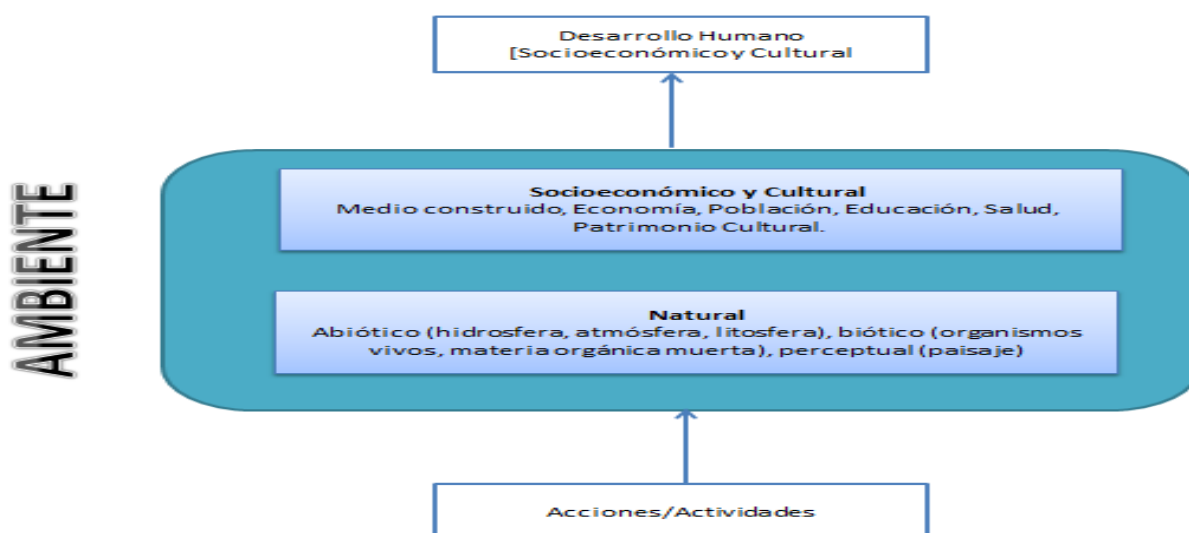 Desarrollo Humano
[Socioeconómico y Cultural
AMBIENTE
Socioeconómico y Cultural
Medio construido, Economía, Población, Educación, Salud,
Patrimonio Cultural.
Natural
Abiótico (hidrosfera, atmósfera, litosfera), biótico (organismos
vivos, materia orgánica muerta), perceptual (paisaje)
Acciones/Actividades